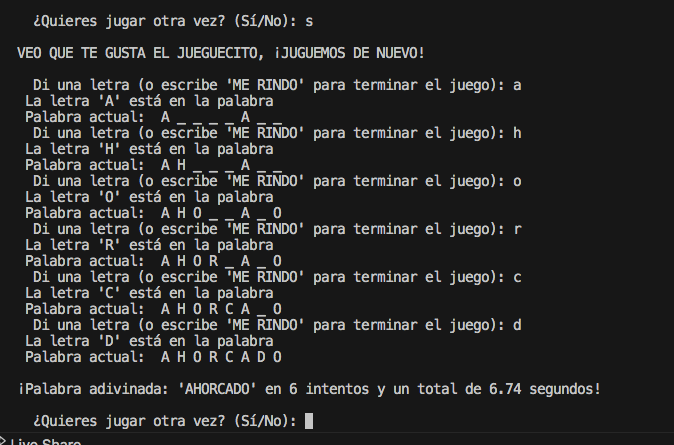 ¿Quieres jugar otra vez? (Sí/No): s
VEO QUE TE GUSTA EL JUEGUECITO, ¡JUGUEMOS DE NUEVO!
Di una letra (o escribe 'ME RINDO' para terminar el juego): a
La letra 'A' está en la palabra
Palabra actual: A _ _ _ _ A _ _
Di una letra (o escribe 'ME RINDO' para terminar el juego): h
La letra 'H' está en la palabra
Palabra actual: A H _ _ _ A _ _
Di una letra (o escribe 'ME RINDO' para terminar el juego): o
La letra 'O' está en la palabra
Palabra actual: A H O _ _ A _ O
Di una letra (o escribe 'ME RINDO' para terminar el juego): r
La letra 'R' está en la palabra
Palabra actual: A H O R _ A _ O
Di una letra (o escribe 'ME RINDO' para terminar el juego): c
La letra 'C' está en la palabra
Palabra actual: A H O R C A _ O
Di una letra (o escribe 'ME RINDO' para terminar el juego): d
La letra 'D' está en la palabra
Palabra actual: A H O R C A D O
¡Palabra adivinada: 'AHORCADO' en 6 intentos y un total de 6.74 segundos!
¿Quieres jugar otra vez? (Sí/No):
Live Share